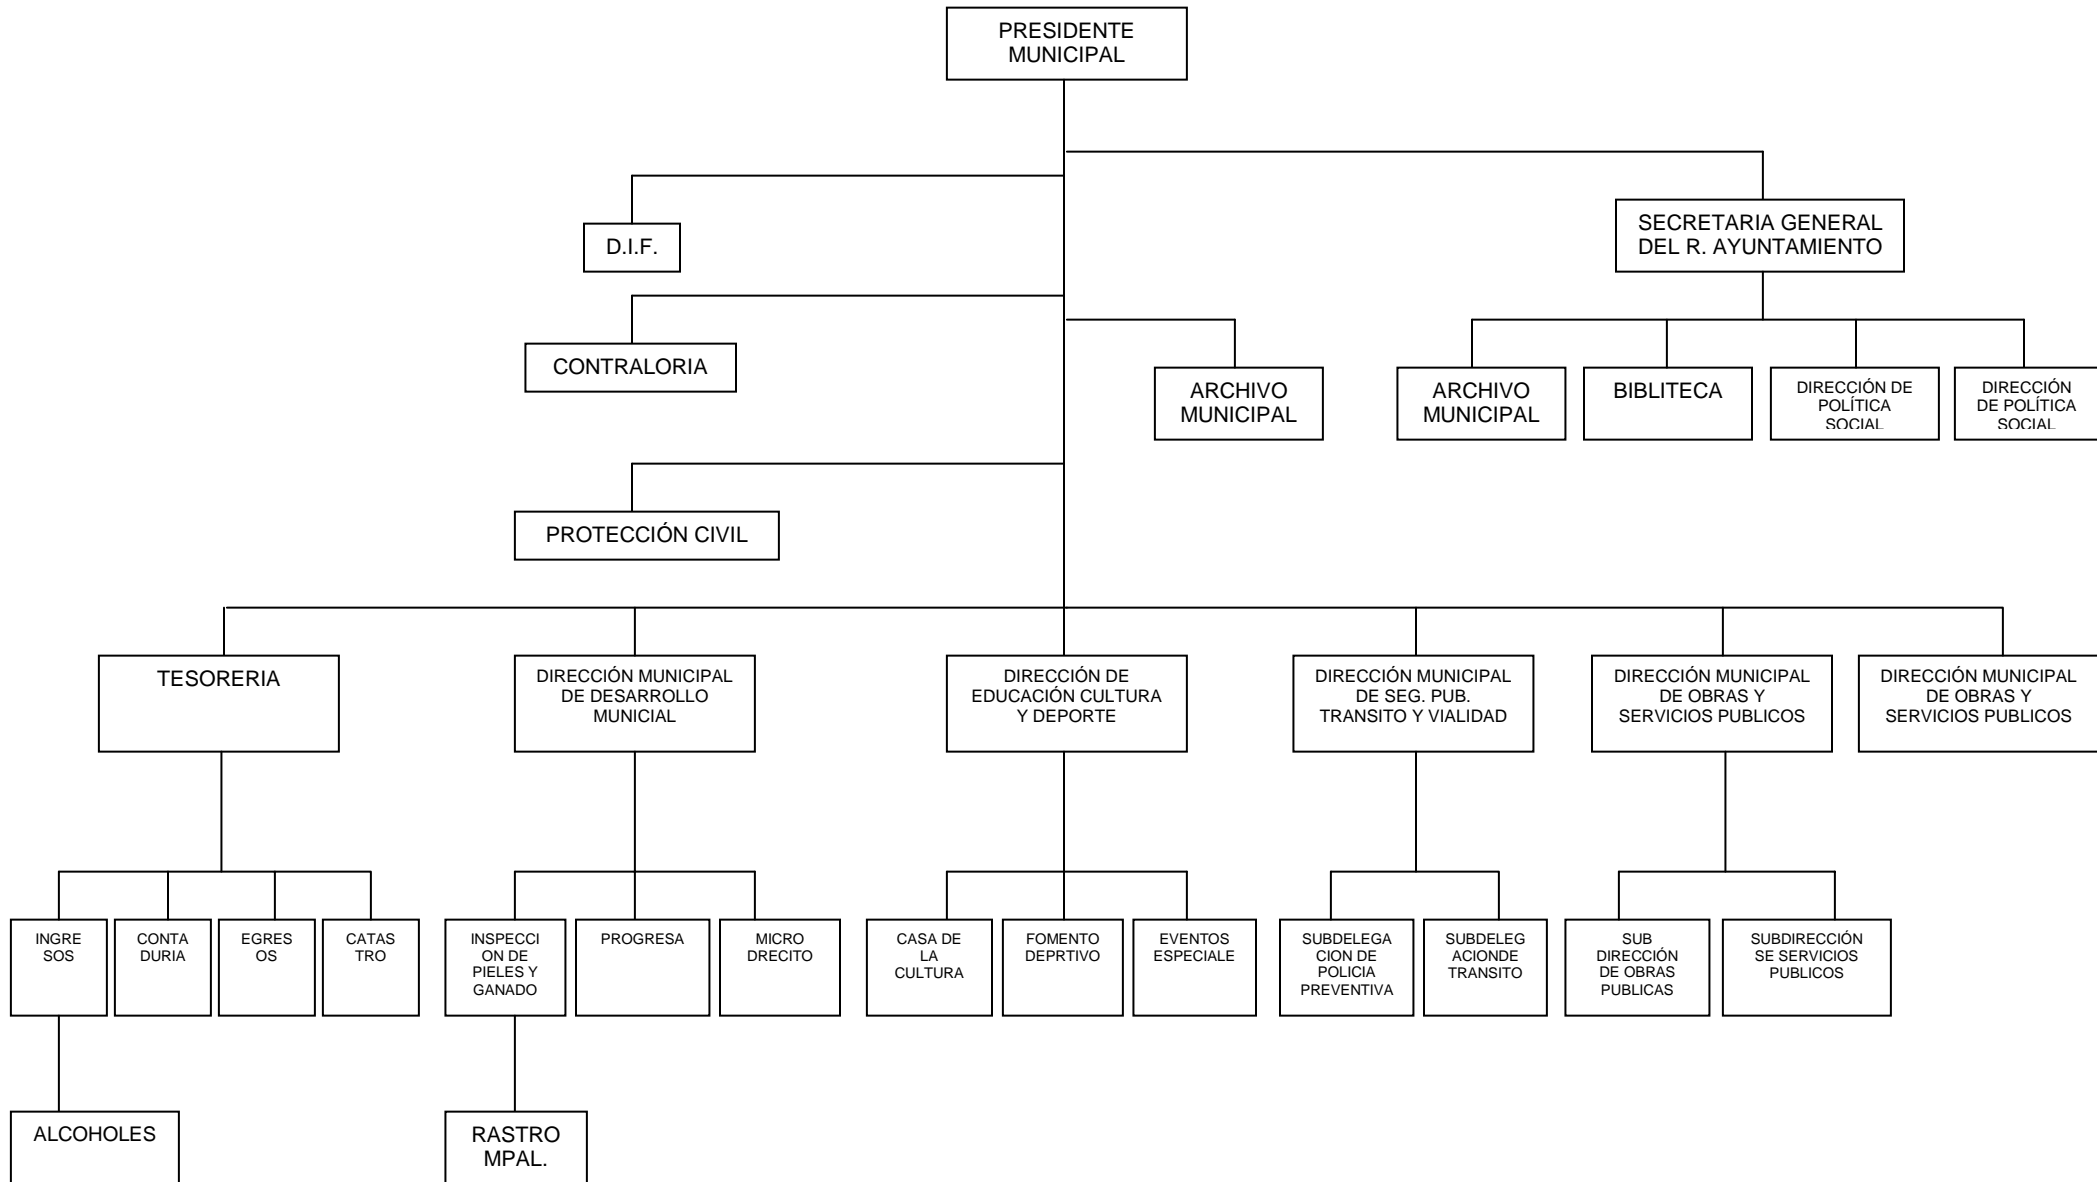 PRESIDENTE
MUNICIPAL
D.I.F.
SECRETARIA GENERAL
DEL R. AYUNTAMIENTO
CONTRALORIA
ARCHIVO
MUNICIPAL
ARCHIVO
MUNICIPAL
BIBLITECA
DIRECCIÓN DE
POLÍTICA
SOCIAL
DIRECCIÓN
DE POLÍTICA
SOCIAL
PROTECCIÓN CIVIL
TESORERIA
DIRECCIÓN MUNICIPAL
DE DESARROLLO
MUNICIAL
DIRECCIÓN DE
EDUCACIÓN CULTURA
Y DEPORTE
DIRECCIÓN MUNICIPAL
DE SEG. PUB.
TRANSITO Y VIALIDAD
DIRECCIÓN MUNICIPAL
DE OBRAS Y
SERVICIOS PUBLICOS
DIRECCIÓN MUNICIPAL
DE OBRAS Y
SERVICIOS PUBLICOS
INGRE
SOS
CONTA
DURIA
EGRES
OS
CATAS
TRO
INSPECCI
ON DE
PIELES Y
GANADO
PROGRESA
MICRO
DRECITO
CASA DE
LA
CULTURA
FOMENTO
DEPRTIVO
EVENTOS
ESPECIALE
SUBDELEGA
CION DE
POLICIA
PREVENTIVA
SUBDELEG
ACIONDE
TRANSITO
SUB
DIRECCIÓN
DE OBRAS
PUBLICAS
SUBDIRECCIÓN
SE SERVICIOS
PUBLICOS
ALCOHOLES
RASTRO
MPAL.